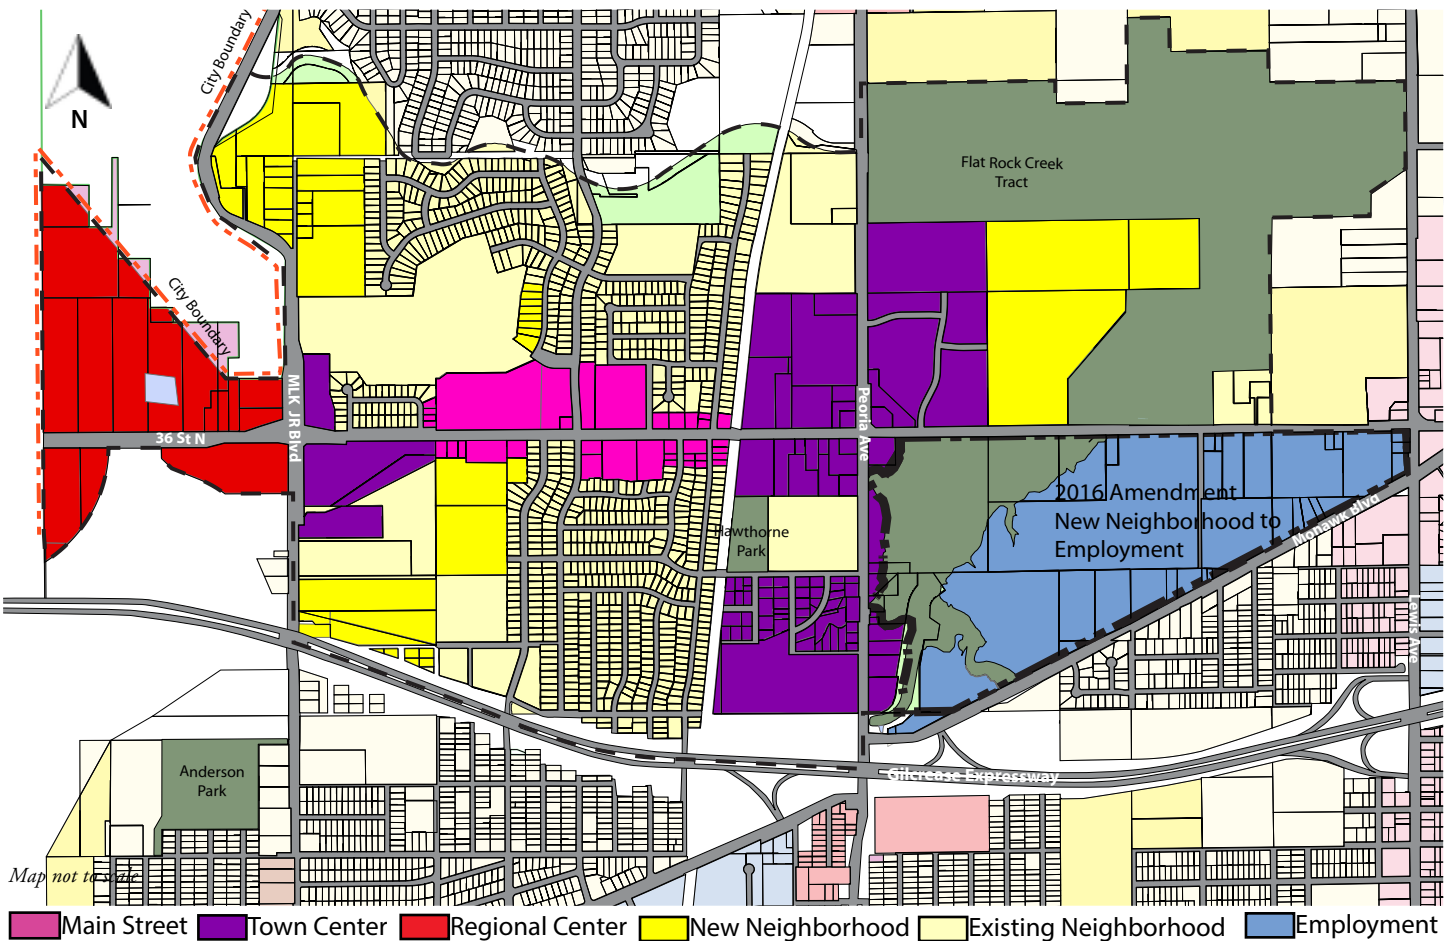 City Boundary
N
Flat Rock Creek
Tract
City Boundary
MLK JR Blvd
Peoria Ave
36 St N
2016 Amendment
New Neighborhood to
Employment
Mohawk Blvd
Hawthorne
Park
Lewis Ave
Anderson
Park
Gilcrease Expressway
Map not to scale
Main Street
Town Center
Regional Center
New Neighborhood
Existing Neighborhood
Employment